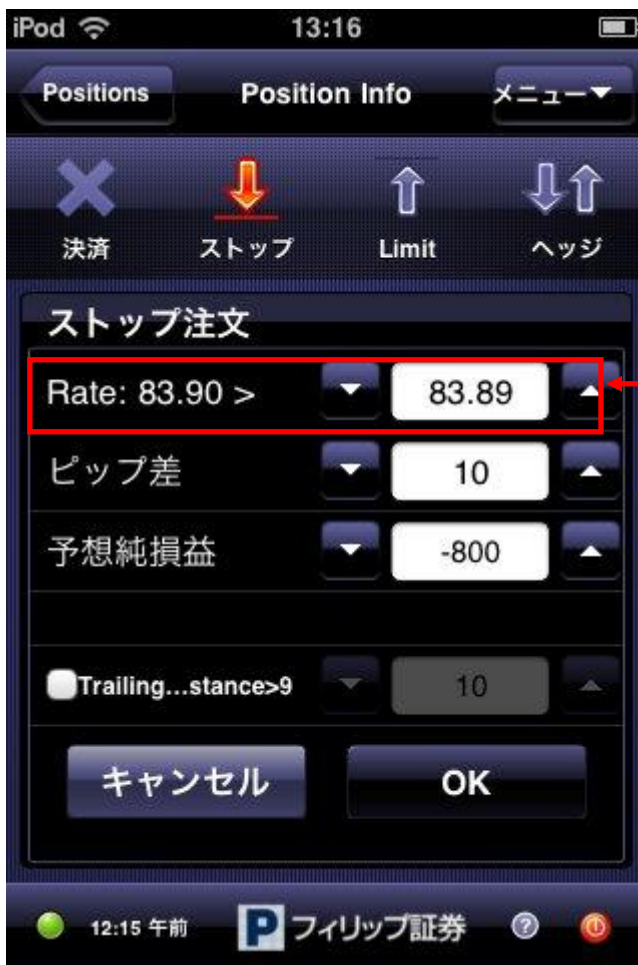 iPod 13:16
Positions Position Info メニュー▼
決済 ストップ Limit ヘッジ
ストップ注文
Rate: 83.90 > 83.89
ピップ差 10
予想純損益 -800
Trailing...stance>9 10
キャンセル OK
12:15 午前 P フィリップ証券 ?